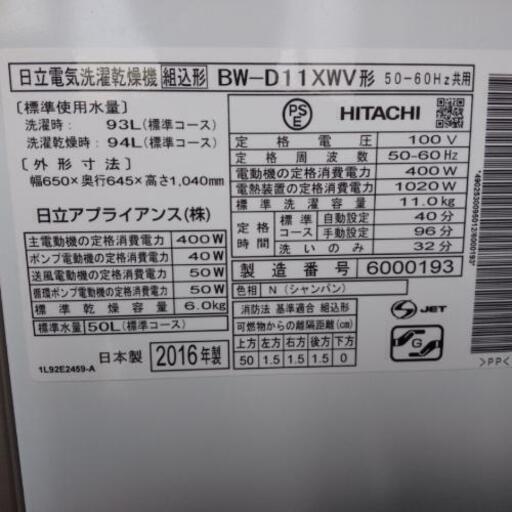 日立電気洗濯乾燥機 組込形 BW-D11XWV形 50-60Hz共用
[標準使用水量]
洗濯時: 93L(標準コース)
洗濯乾燥時: 94L(標準コース)
[外形寸法]
幅650×奥行645×高さ1,040mm
日立アプライアンス(株)
主電動機の定格消費電力 400W
ポンプ電動機の定格消費電力 40W
送風電動機の定格消費電力 50W
循環ポンプ電動機の定格消費電力 50W
標準乾燥容量 6.0kg
標準水量 50L(標準コース)
日本製 2016年製
1L92E2459-A
PS
E
HITACHI
定格電圧 100V
定格周波数 50-60Hz
電動機の定格消費電力 400W
電熱装置の定格消費電力 1020W
標準洗濯容量 11.0kg
定格時間 標準コース 自動設定 40分
手動設定 96分
洗いのみ 32分
製造番号 6000193
色相 N(シャンパン)
消防法 基準適合 組込形
可燃物からの離隔距離(cm)
上方 左方 右方 後方 下方
50 1.5 1.5 1.5 0
S JET
G
>PP<